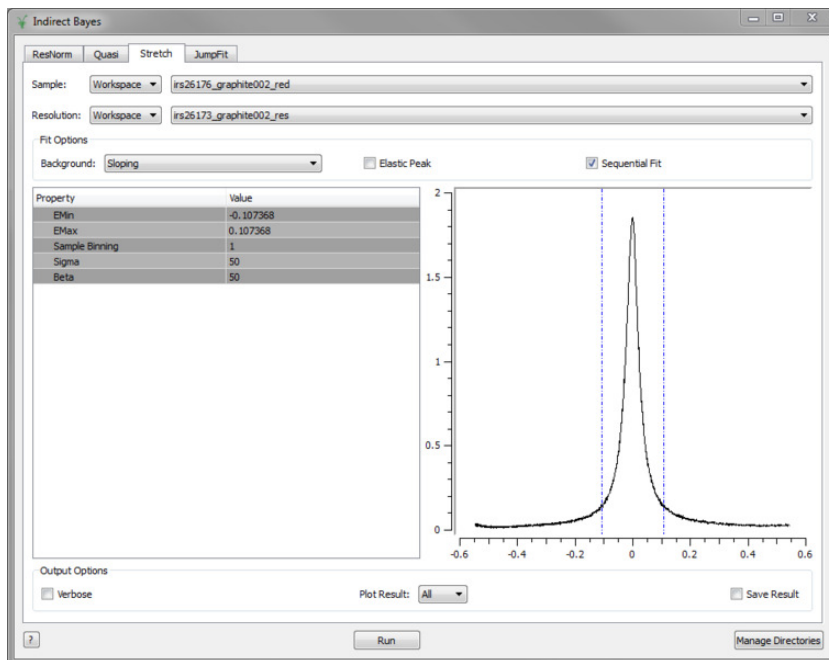 Indirect Bayes
ResNorm Quasi Stretch JumpFit
Sample: Workspace irs26176_graphite002_red
Resolution: Workspace irs26173_graphite002_res
Fit Options
Background: Sloping Elastic Peak Sequential Fit
Property Value
EMin -0.107368
EMax 0.107368
Sample Binning 1
Sigma 50
Beta 50
2
1.5
1
0.5
0
-0.6 -0.4 -0.2 0 0.2 0.4 0.6
Output Options
Verbose Plot Result: All Save Result
? Run Manage Directories